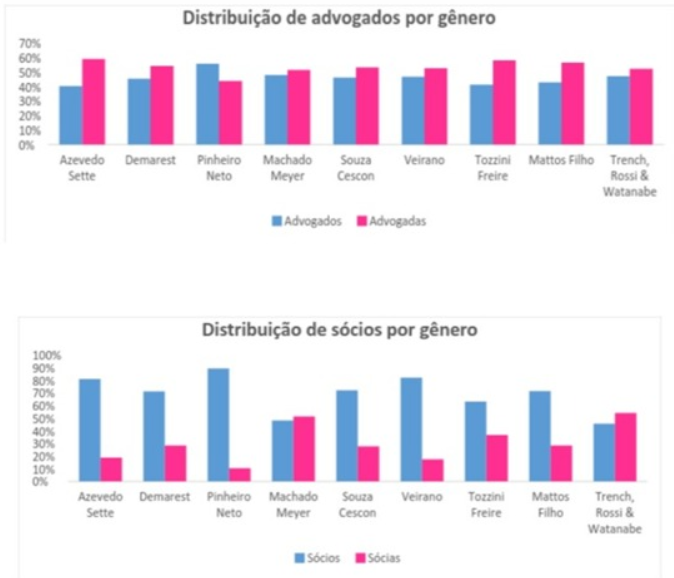 Distribuição de advogados por gênero
70%
60%
50%
40%
30%
20%
10%
0%
Azevedo Sette
Demarest
Pinheiro Neto
Machado Meyer
Souza Cescon
Veirano
Tozzini Freire
Mattos Filho
Trench, Rossi & Watanabe
Advogados Advogadas
Distribuição de sócios por gênero
100%
90%
80%
70%
60%
50%
40%
30%
20%
10%
0%
Azevedo Sette
Demarest
Pinheiro Neto
Machado Meyer
Souza Cescon
Veirano
Tozzini Freire
Mattos Filho
Trench, Rossi & Watanabe
Sócios Sócias